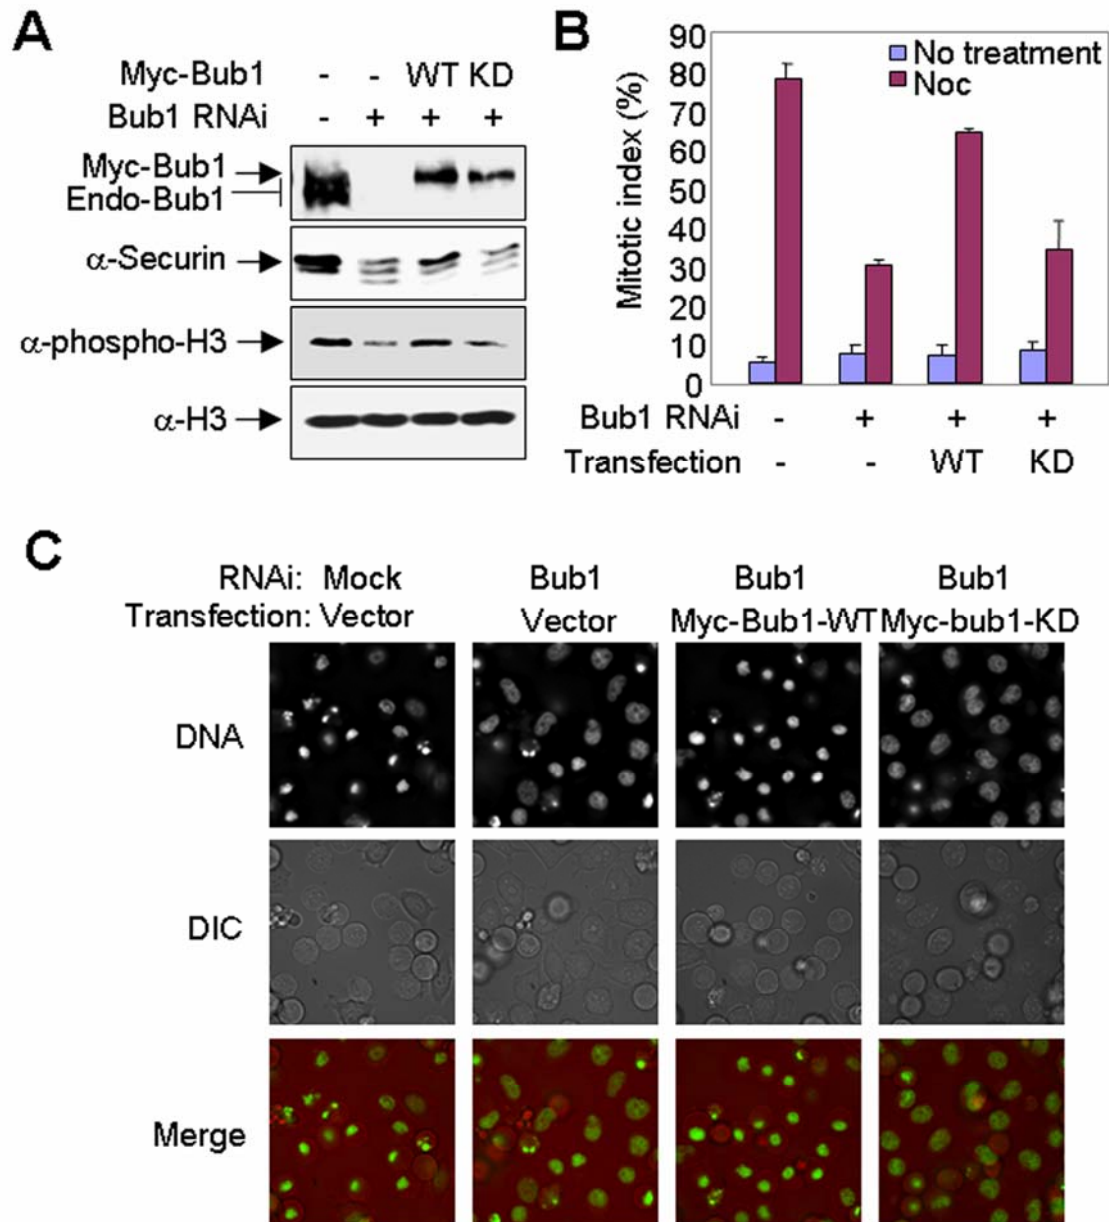 A
Myc-Bub1 - - WT KD
Bub1 RNAi - + + +
Myc-Bub1
Endo-Bub1
α-Securin
α-phospho-H3
α-H3
B
Mitotic index (%)
90
80
70
60
50
40
30
20
10
0
No treatment
Noc
Bub1 RNAi - + + +
Transfection - - WT KD
C
RNAi: Mock Bub1 Bub1 Bub1
Transfection: Vector Vector Myc-Bub1-WT Myc-bub1-KD
DNA
DIC
Merge